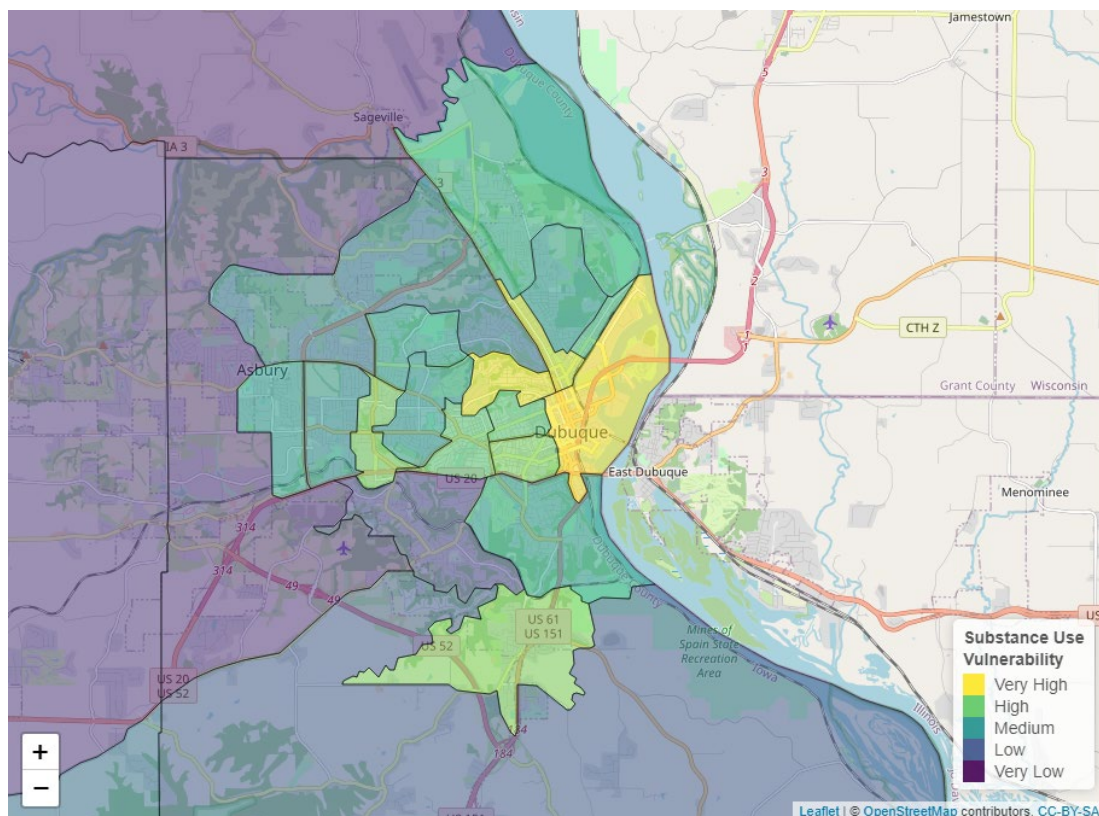 Jamestown
Dubuque County
5
Sageville
IA 3
3
3
2
1
1
CTH Z
Grant County Wisconsin
Asbury
Dubuque
East Dubuque
US 20
Menominee
314
314
49
49
Dubuque County
US 61
US 151
US 52
Mines of
Spain State
Recreation
Area
Iowa
Illinois
US
US 20
US 52
184
184
Substance Use
Vulnerability
Very High
High
Medium
Low
Very Low
+
−
Leaflet | © OpenStreetMap contributors, CC-BY-SA